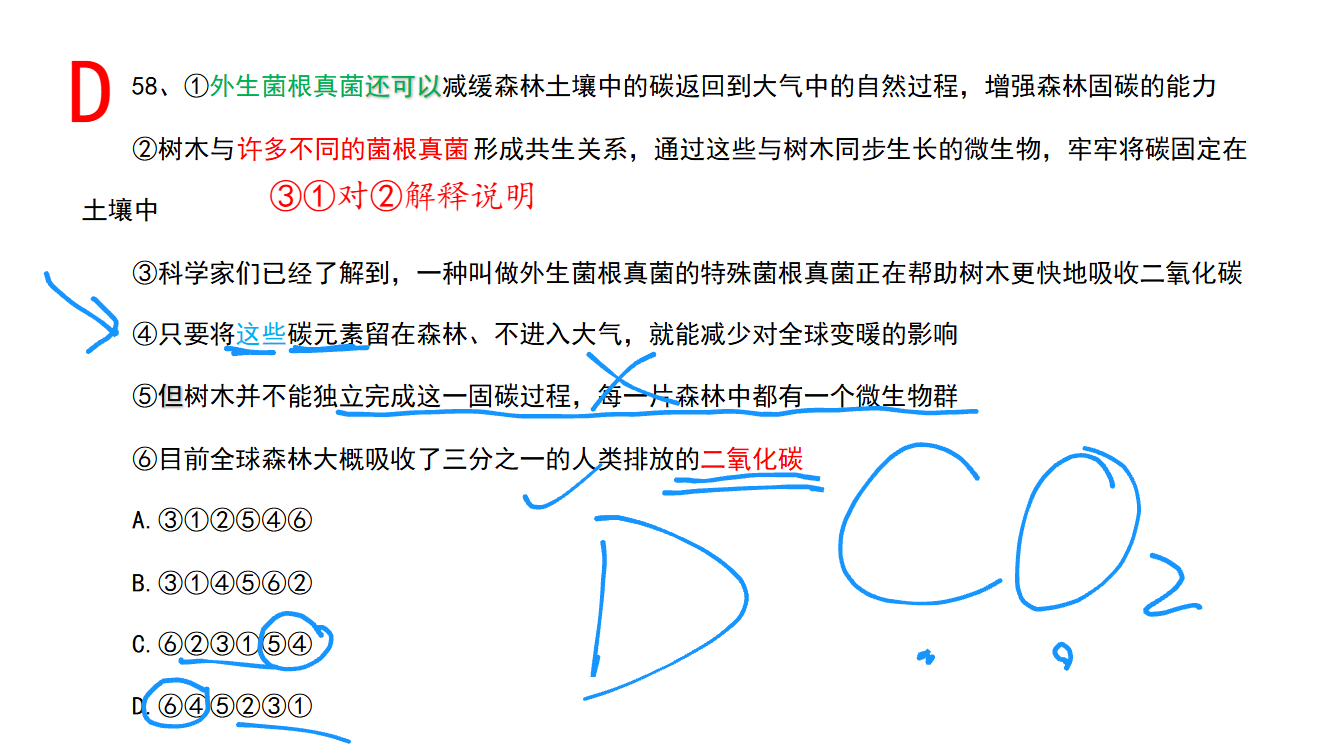 D
58、①外生菌根真菌还可以减缓森林土壤中的碳返回到大气中的自然过程，增强森林固碳的能力
②树木与许多不同的菌根真菌形成共生关系，通过这些与树木同步生长的微生物，牢牢将碳固定在
土壤中
③①对②解释说明
③科学家们已经了解到，一种叫做外生菌根真菌的特殊菌根真菌正在帮助树木更快地吸收二氧化碳
④只要将这些碳元素留在森林、不进入大气，就能减少对全球变暖的影响
⑤但树木并不能独立完成这一固碳过程，每一片森林中都有一个微生物群
⑥目前全球森林大概吸收了三分之一的人类排放的二氧化碳
A. ③①②⑤④⑥
B. ③①④⑤⑥②
C. ⑥②③①⑤④
D. ⑥④⑤②③①
D
CO2